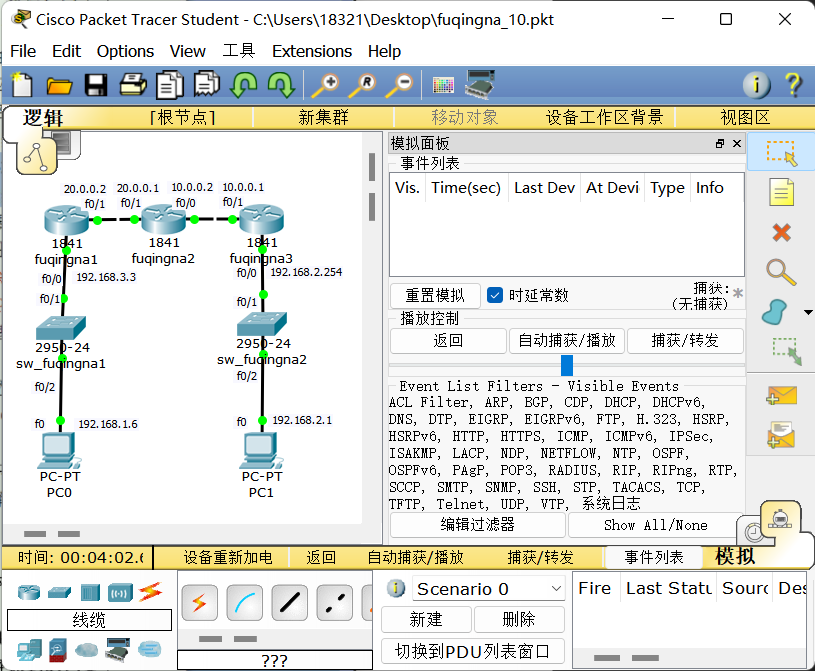 Cisco Packet Tracer Student - C:\Users\18321\Desktop\fuqingna_10.pkt
File Edit Options View 工具 Extensions Help
逻辑 [根节点] 新集群 移动对象 设备工作区背景 视图区
模拟面板
事件列表
Vis. Time(sec) Last Dev At Devi Type Info
20.0.0.2 20.0.0.1 10.0.0.2 10.0.0.1
f0/1 f0/1 f0/0 f0/1
1841 1841 1841
fuqingna1 fuqingna2 fuqingna3
f0/0 192.168.3.3 f0/0 192.168.2.254
f0/1 f0/1
2950-24 2950-24
sw_fuqingna1 sw_fuqingna2
f0/2 f0/2
f0 192.168.1.6 f0 192.168.2.1
PC-PT PC-PT
PC0 PC1
重置模拟 时延常数 捕获:
(无捕获) *
播放控制
返回 自动捕获/播放 捕获/转发
Event List Filters - Visible Events
ACL Filter, ARP, BGP, CDP, DHCP, DHCPv6,
DNS, DTP, EIGRP, EIGRPv6, FTP, H.323, HSRP,
HSRPv6, HTTP, HTTPS, ICMP, ICMPv6, IPSec,
ISAKMP, LACP, NDP, NETFLOW, NTP, OSPF,
OSPFv6, PAgP, POP3, RADIUS, RIP, RIPng, RTP,
SCCP, SMTP, SNMP, SSH, STP, TACACS, TCP,
TFTP, Telnet, UDP, VTP, 系统日志
编辑过滤器 Show All/None
时间: 00:04:02.6 设备重新加电 返回 自动捕获/播放 捕获/转发 事件列表 模拟
线缆
???
Scenario 0
新建 删除
切换到PDU列表窗口
Fire Last Statu Sourc Des